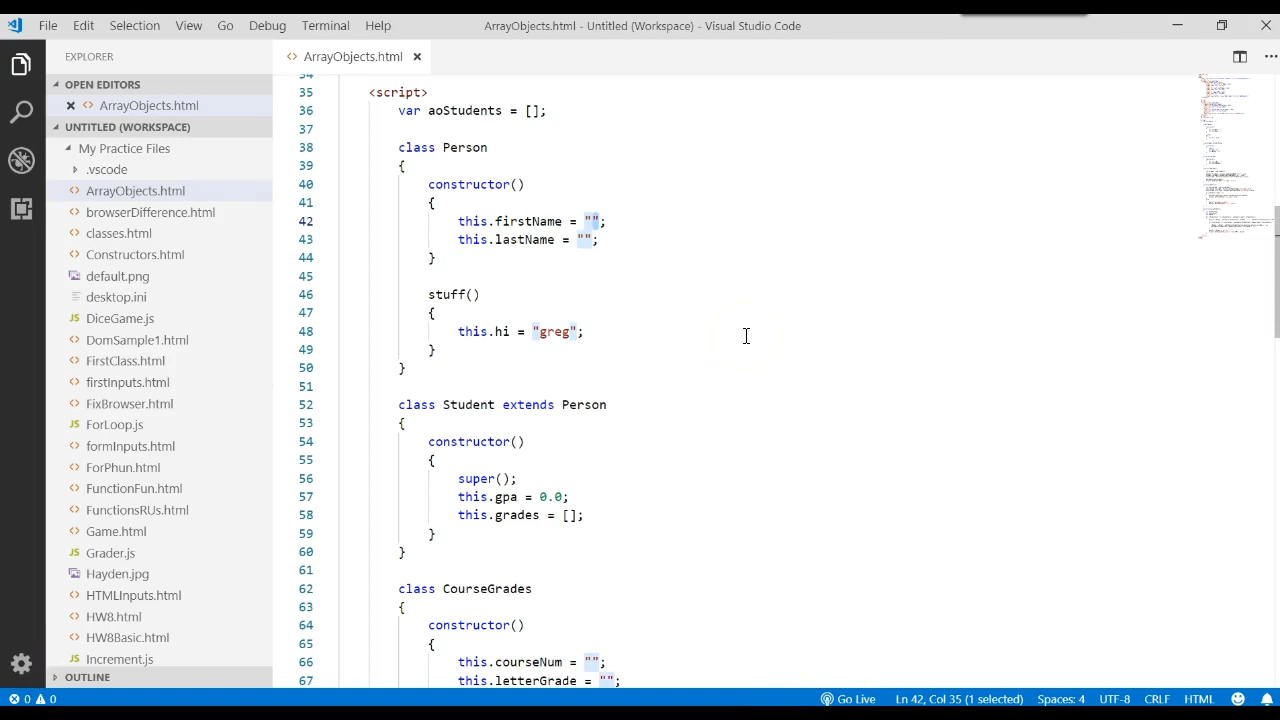 File Edit Selection View Go Debug Terminal Help ArrayObjects.html - Untitled (Workspace) - Visual Studio Code
EXPLORER
OPEN EDITORS
ArrayObjects.html
UNTITLED (WORKSPACE)
My Practice Files
.vscode
ArrayObjects.html
browserDifference.html
classes.html
Constructors.html
default.png
desktop.ini
DiceGame.js
DomSample1.html
FirstClass.html
firstInputs.html
FixBrowser.html
ForLoop.js
formInputs.html
ForPhun.html
FunctionFun.html
FunctionsRUs.html
Game.html
Grader.js
Hayden.jpg
HTMLInputs.html
HW8.html
HW8Basic.html
Increment.js
OUTLINE
ArrayObjects.html
34
35 <script>
36 var aoStudents = [];
37
38 class Person
39 {
40 constructor()
41 {
42 this.firstName = "";
43 this.lastName = "";
44 }
45
46 stuff()
47 {
48 this.hi = "greg";
49 }
50 }
51
52 class Student extends Person
53 {
54 constructor()
55 {
56 super();
57 this.gpa = 0.0;
58 this.grades = [];
59 }
60 }
61
62 class CourseGrades
63 {
64 constructor()
65 {
66 this.courseNum = "";
67 this.letterGrade = "";
0 0 Go Live Ln 42, Col 35 (1 selected) Spaces: 4 UTF-8 CRLF HTML